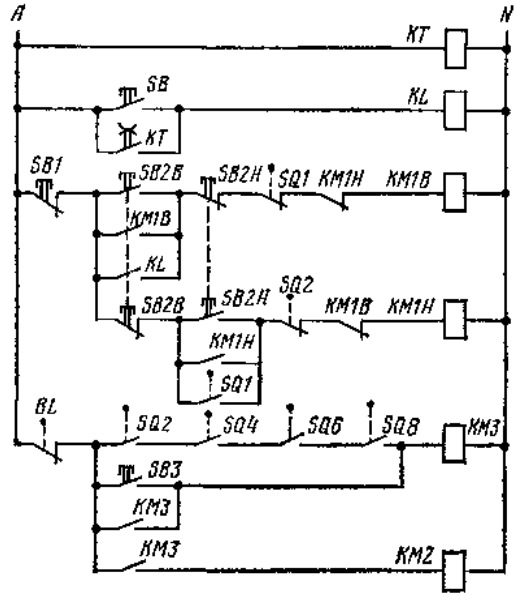 A N
KT
SB KL
KT
SB1 SB2B SB2H SQ1 KM1H KM1B
KM1B
KL
SB2B SB2H SQ2 KM1B KM1H
KM1H
SQ1
BL SQ2 SQ4 SQ6 SQ8 KM3
SB3
KM3
KM3 KM2